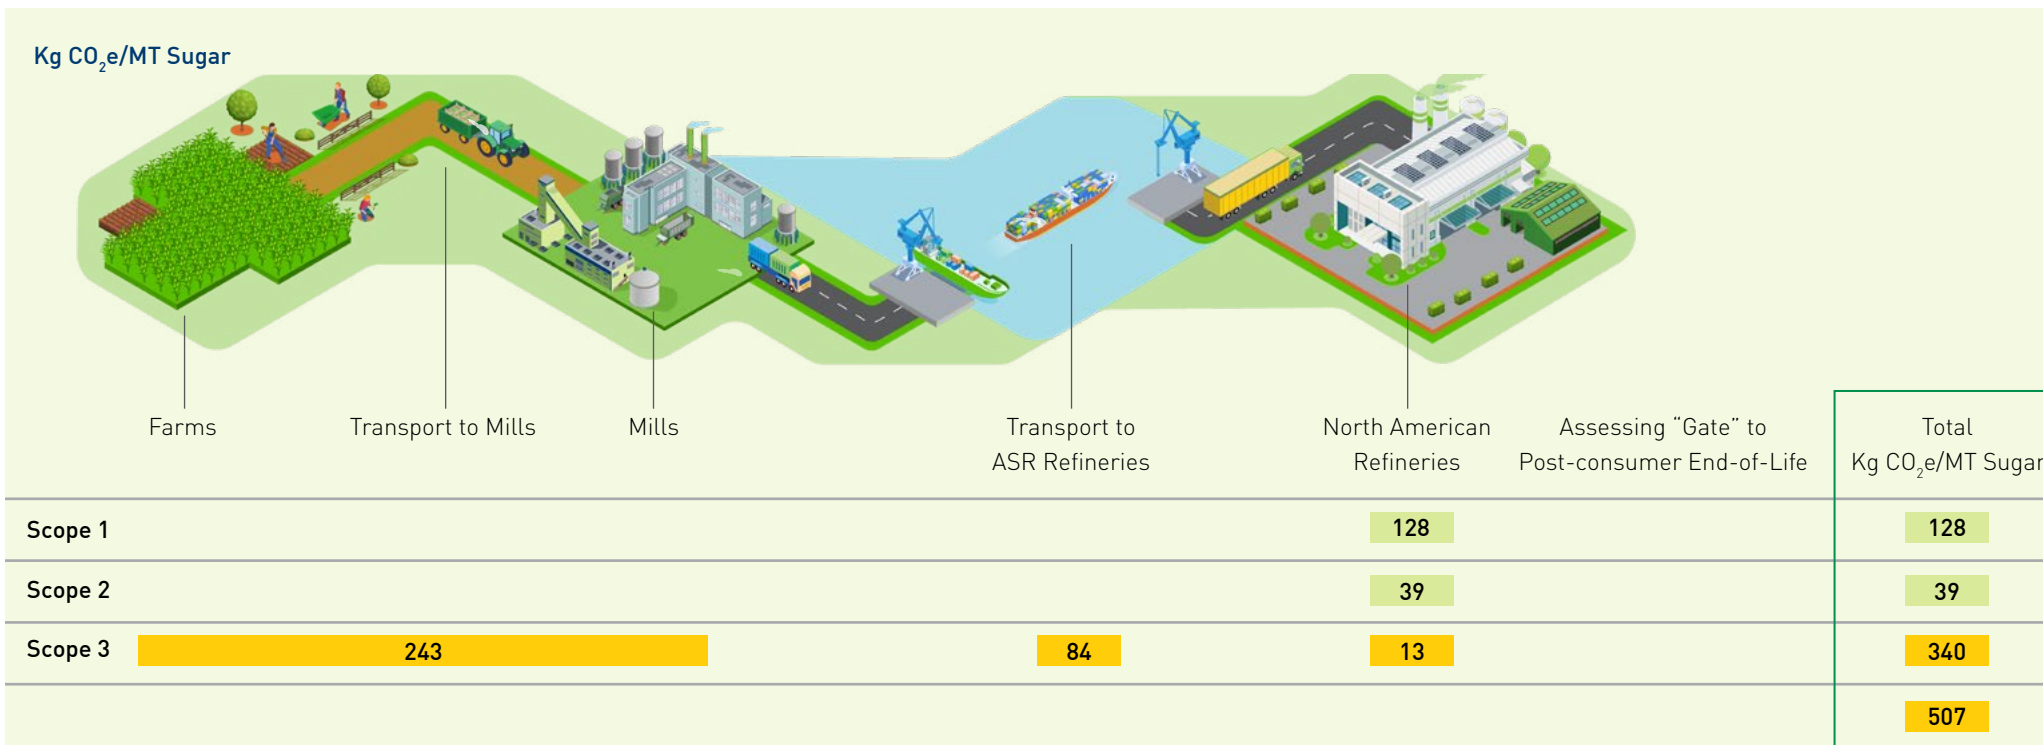 Kg CO₂e/MT Sugar
Farms
Transport to Mills
Mills
Transport to
ASR Refineries
North American
Refineries
Assessing “Gate” to
Post-consumer End-of-Life
Total
Kg CO₂e/MT Sugar
Scope 1
128
128
Scope 2
39
39
Scope 3
243
84
13
340
507